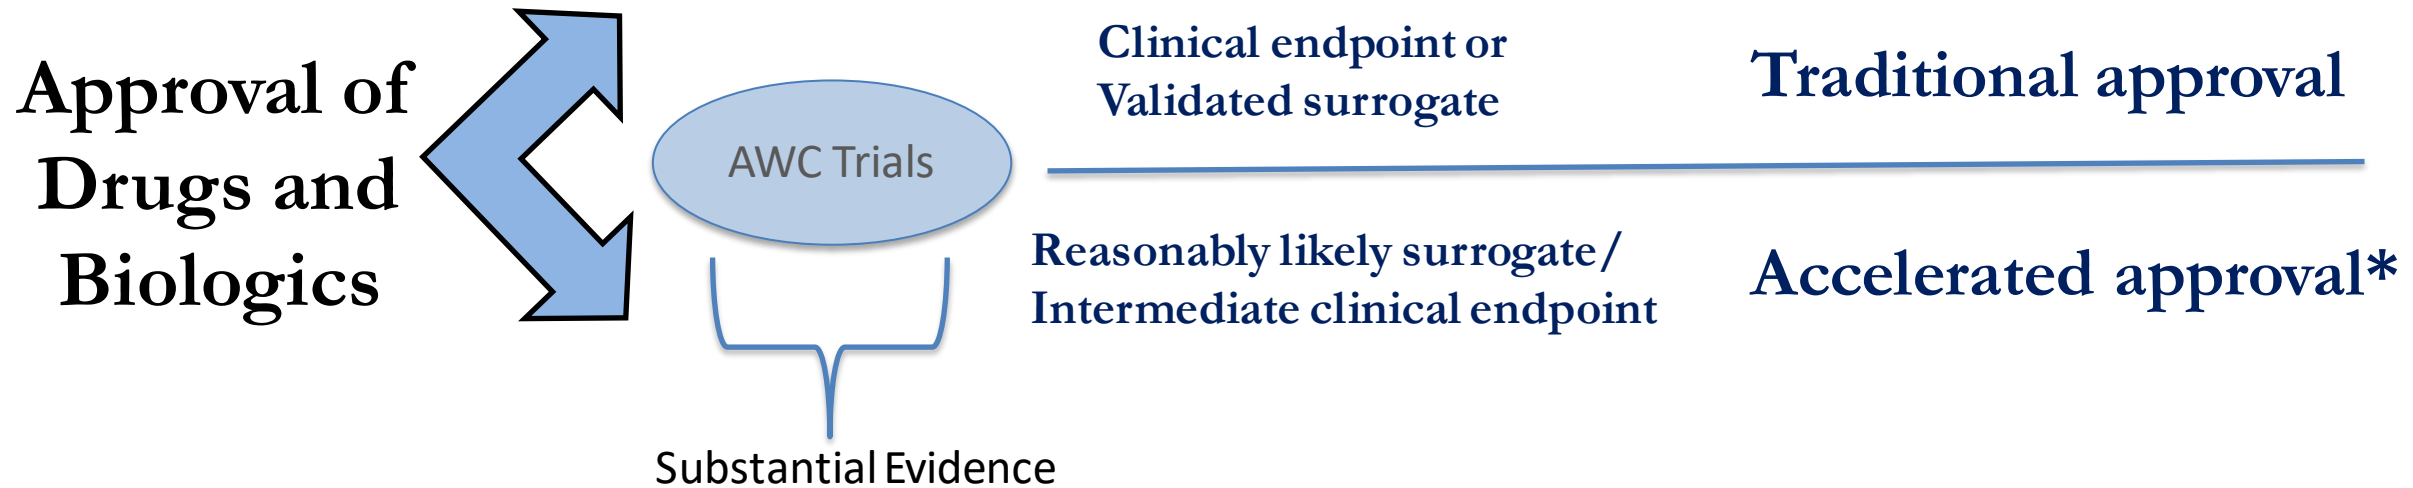 Approval of
Drugs and
Biologics
AWC Trials
Substantial Evidence
Clinical endpoint or
Validated surrogate
Traditional approval
Reasonably likely surrogate/
Intermediate clinical endpoint
Accelerated approval*